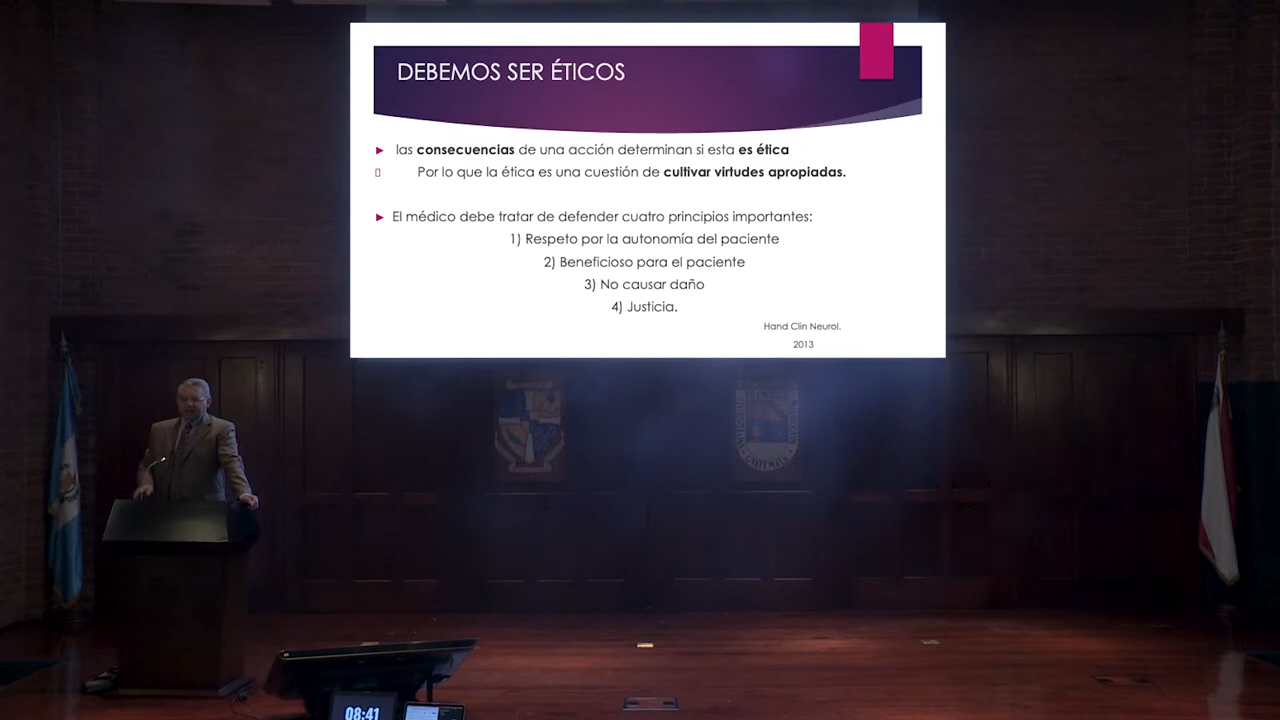 DEBEMOS SER ÉTICOS
las consecuencias de una acción determinan si esta es ética
Por lo que la ética es una cuestión de cultivar virtudes apropiadas.
El médico debe tratar de defender cuatro principios importantes:
1) Respeto por la autonomía del paciente
2) Beneficioso para el paciente
3) No causar daño
4) Justicia.
Hand Clin Neurol.
2013
08:41